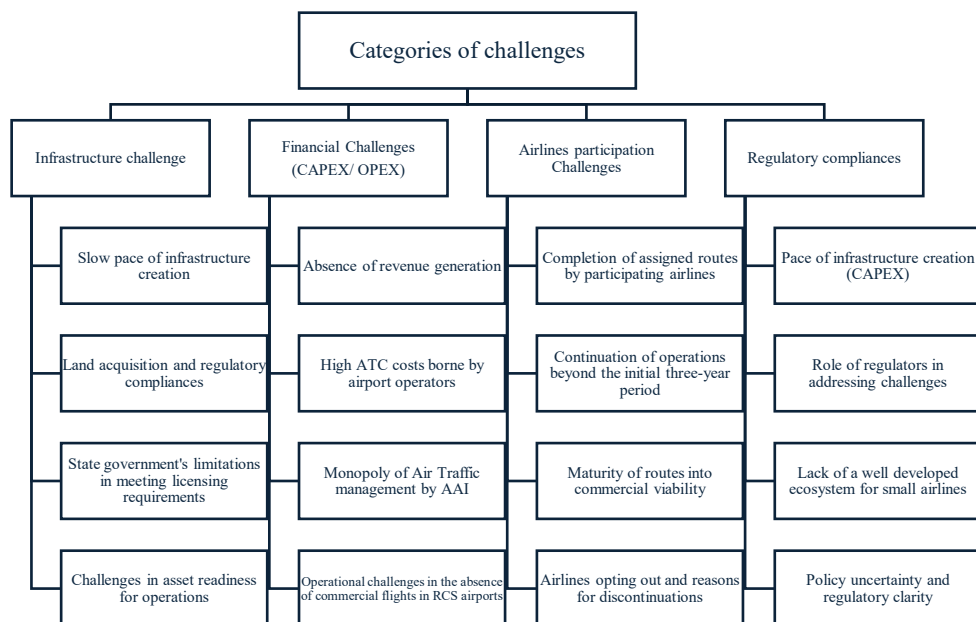 Categories of challenges
Infrastructure challenge
Financial Challenges
(CAPEX/ OPEX)
Airlines participation
Challenges
Regulatory compliances
Slow pace of infrastructure
creation
Absence of revenue generation
Completion of assigned routes
by participating airlines
Pace of infrastructure creation
(CAPEX)
Land acquisition and regulatory
compliances
High ATC costs borne by
airport operators
Continuation of operations
beyond the initial three-year
period
Role of regulators in
addressing challenges
State government's limitations
in meeting licensing
requirements
Monopoly of Air Traffic
management by AAI
Maturity of routes into
commercial viability
Lack of a well developed
ecosystem for small airlines
Challenges in asset readiness
for operations
Operational challenges in the absence
of commercial flights in RCS airports
Airlines opting out and reasons
for discontinuations
Policy uncertainty and
regulatory clarity